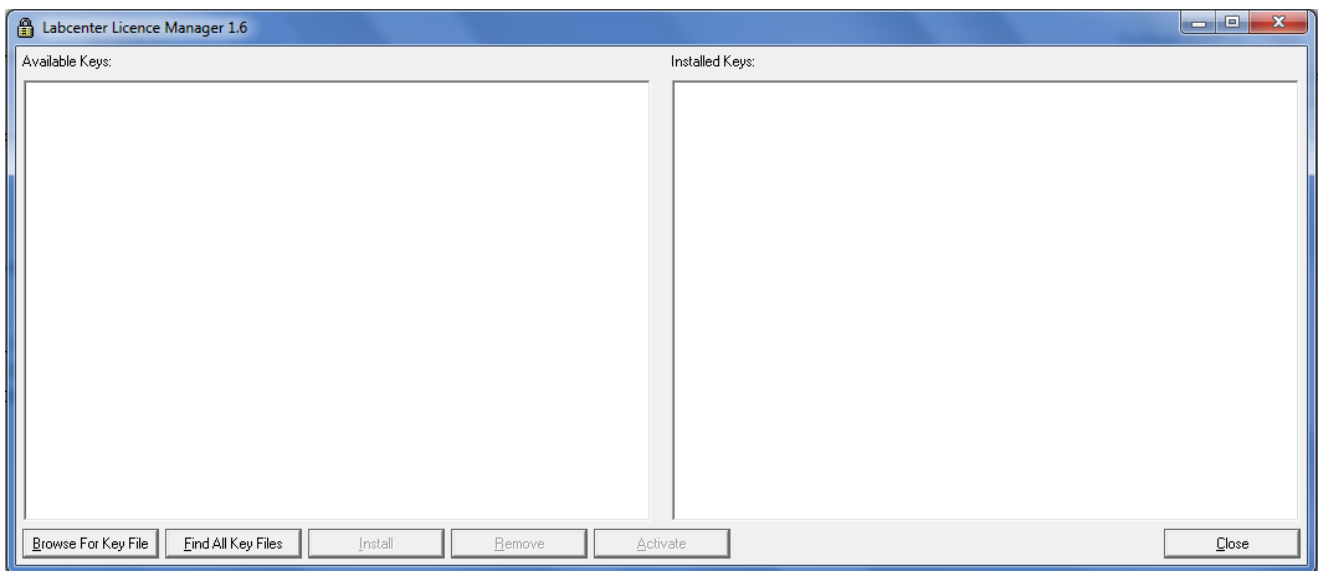 Labcenter Licence Manager 1.6
Available Keys:
Installed Keys:
Browse For Key File
Find All Key Files
Install
Remove
Activate
Close